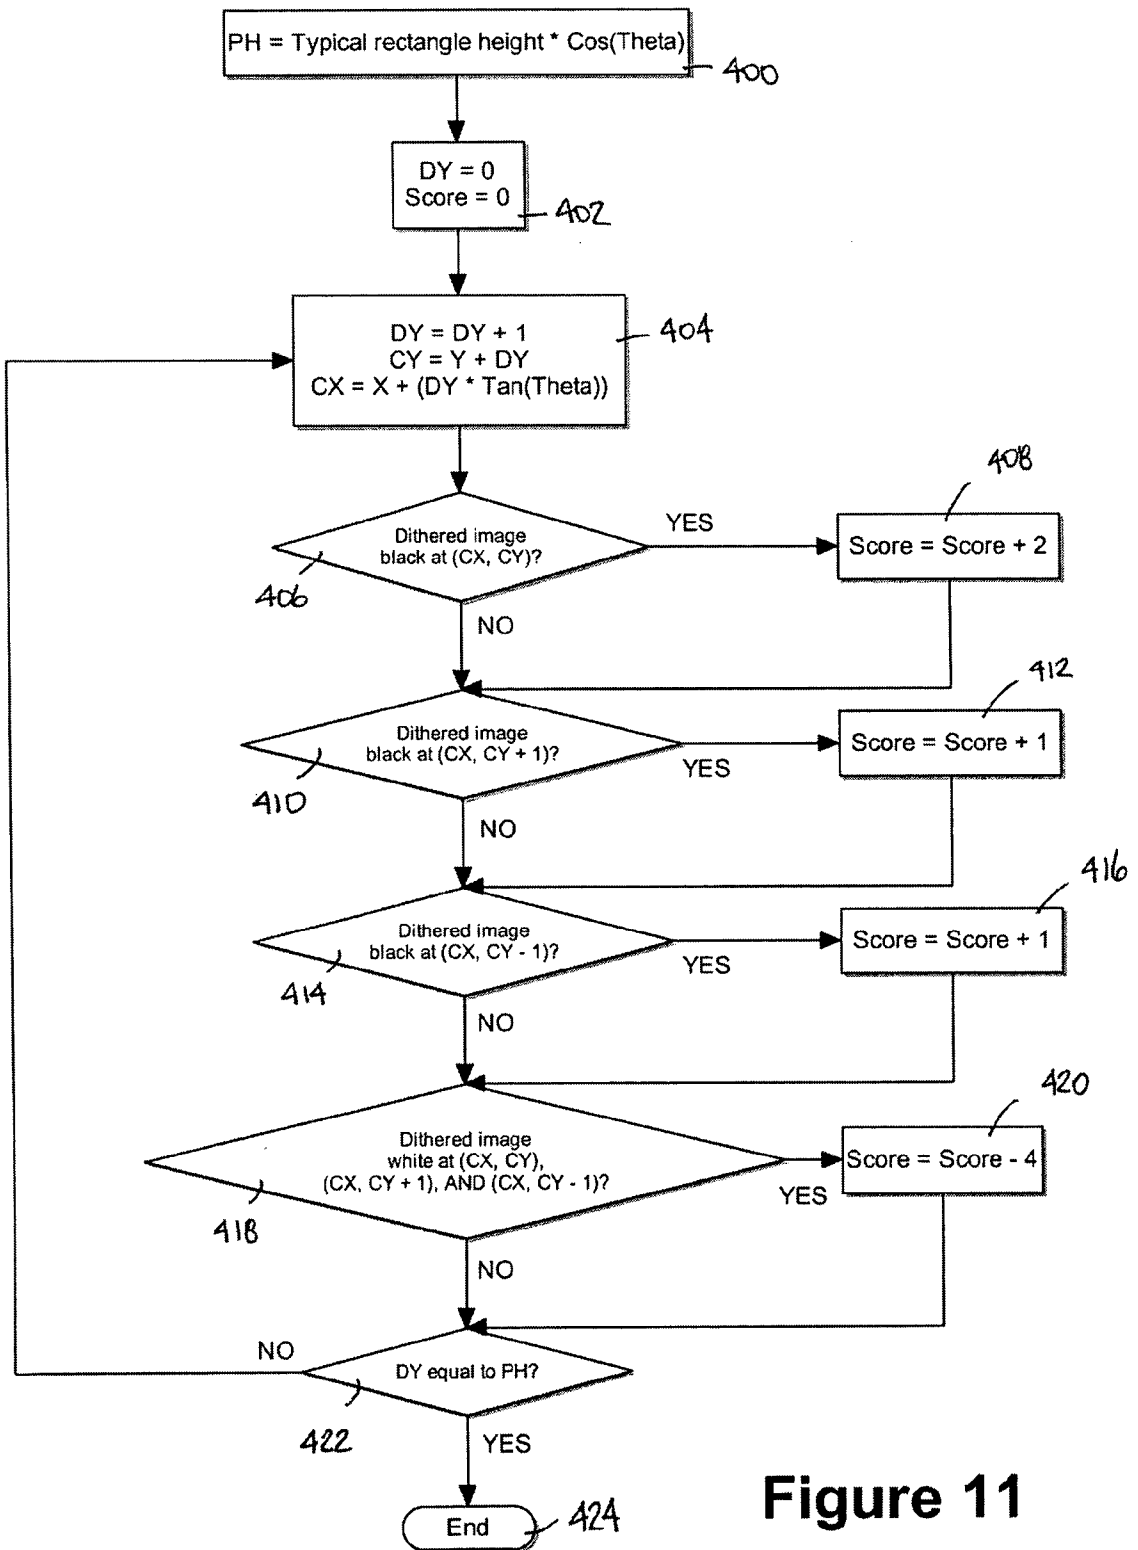 PH = Typical rectangle height * Cos(Theta)
400
DY = 0
Score = 0
402
DY = DY + 1
CY = Y + DY
CX = X + (DY * Tan(Theta))
404
Dithered image
black at (CX, CY)?
406
YES
408
Score = Score + 2
NO
Dithered image
black at (CX, CY + 1)?
410
YES
412
Score = Score + 1
NO
Dithered image
black at (CX, CY - 1)?
414
YES
416
Score = Score + 1
NO
Dithered image
white at (CX, CY),
(CX, CY + 1), AND (CX, CY - 1)?
418
YES
420
Score = Score - 4
NO
DY equal to PH?
422
NO
YES
End
424
Figure 11